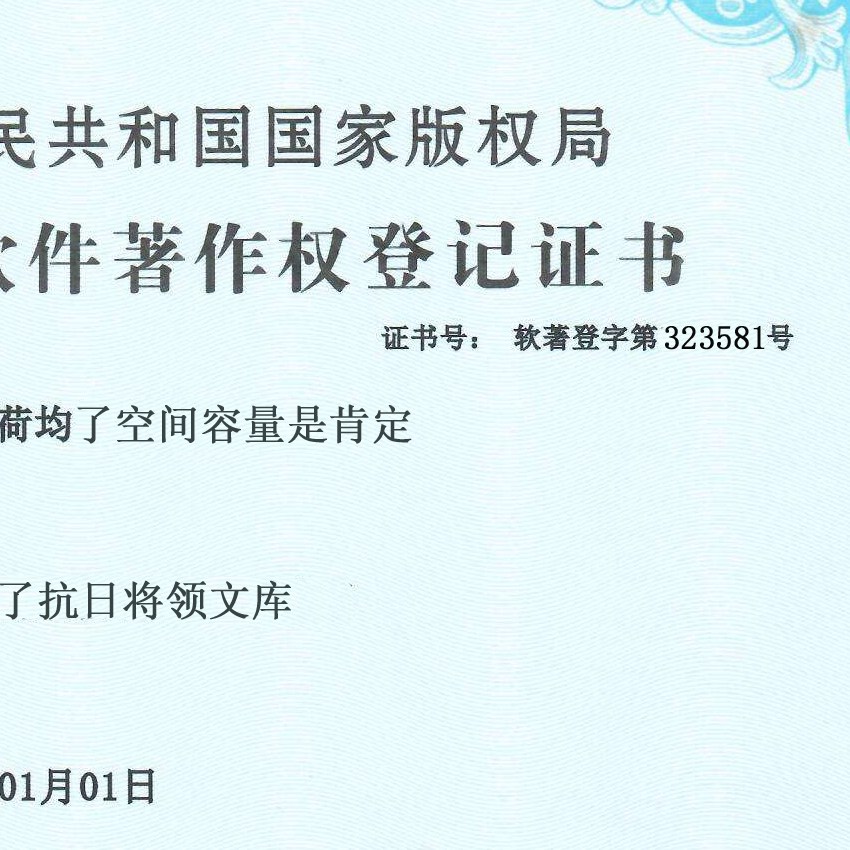 民共和国国家版权局
软件著作权登记证书
证书号： 软著登字第323581号
荷均了空间容量是肯定
了抗日将领文库
01月01日